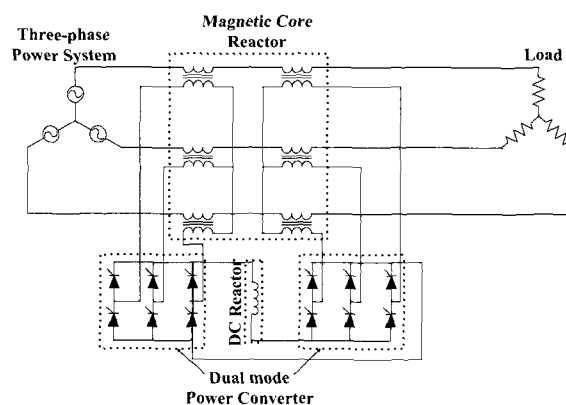 Magnetic Core
Reactor
Three-phase
Power System
Load
DC Reactor
Dual mode
Power Converter